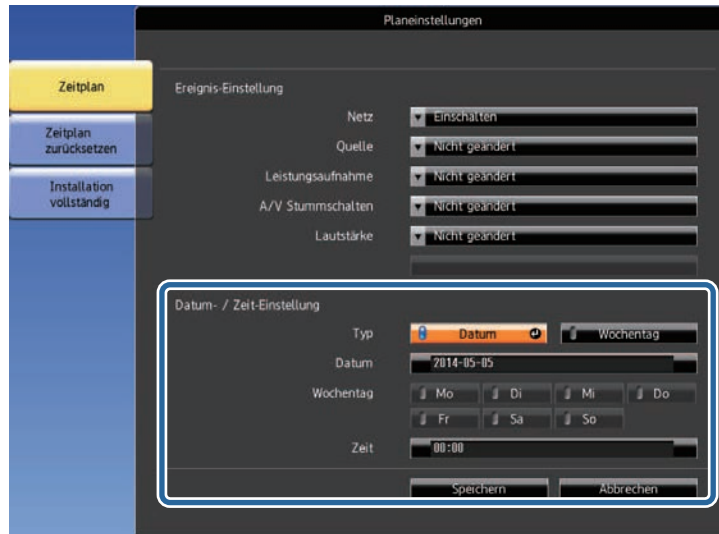 Planeinstellungen
Zeitplan
Zeitplan
zurücksetzen
Installation
vollständig
Ereignis-Einstellung
Netz Einschalten
Quelle Nicht geändert
Leistungsaufnahme Nicht geändert
A/V Stummschalten Nicht geändert
Lautstärke Nicht geändert
Datum- / Zeit-Einstellung
Typ Datum Wochentag
Datum 2014-05-05
Wochentag Mo Di Mi Do
Fr Sa So
Zeit 00:00
Speichern Abbrechen